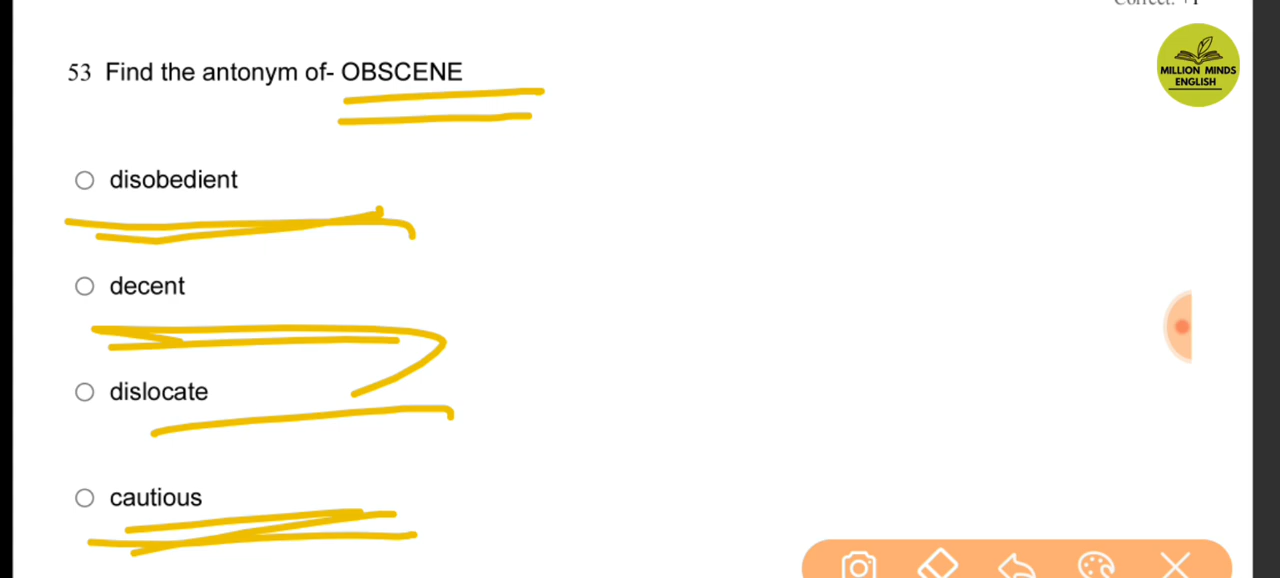 53 Find the antonym of- OBSCENE
MILLION MINDS
ENGLISH
disobedient
decent
dislocate
cautious